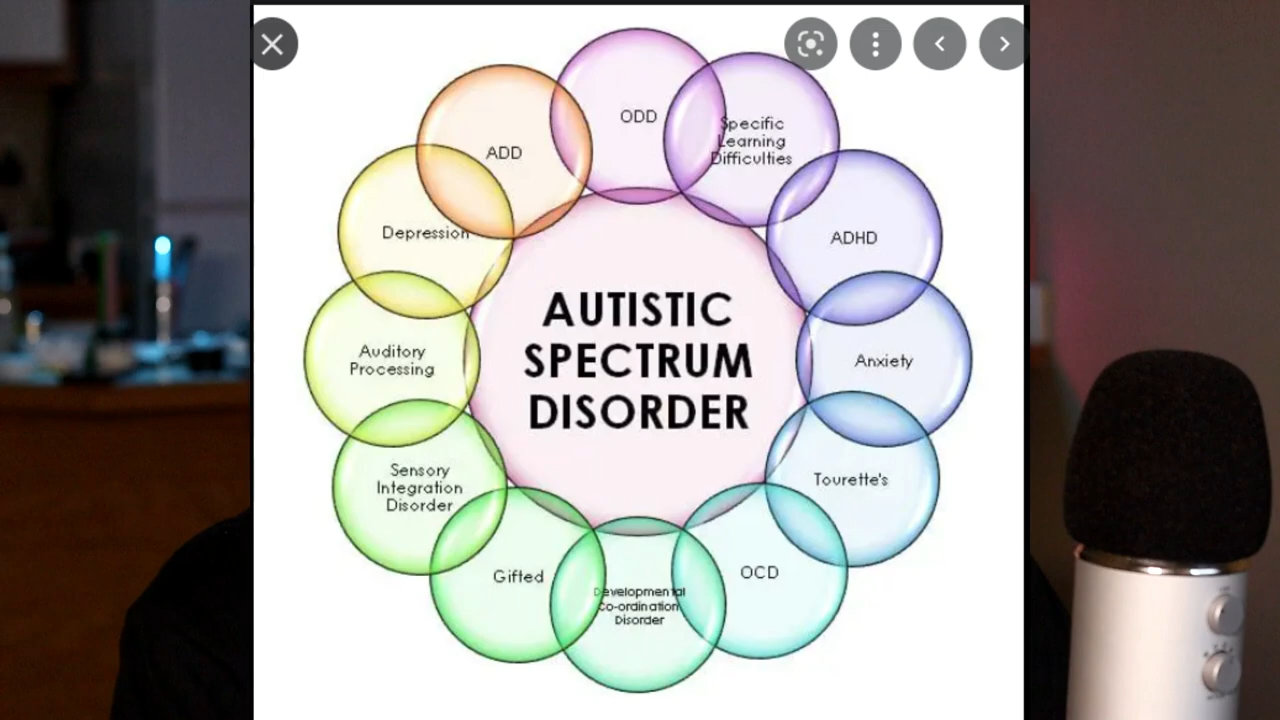 ODD
Specific
Learning
Difficulties
ADD
ADHD
Depression
AUTISTIC
SPECTRUM
DISORDER
Auditory
Processing
Anxiety
Sensory
Integration
Disorder
Tourette's
Gifted
Developmental
Co-ordination
Disorder
OCD